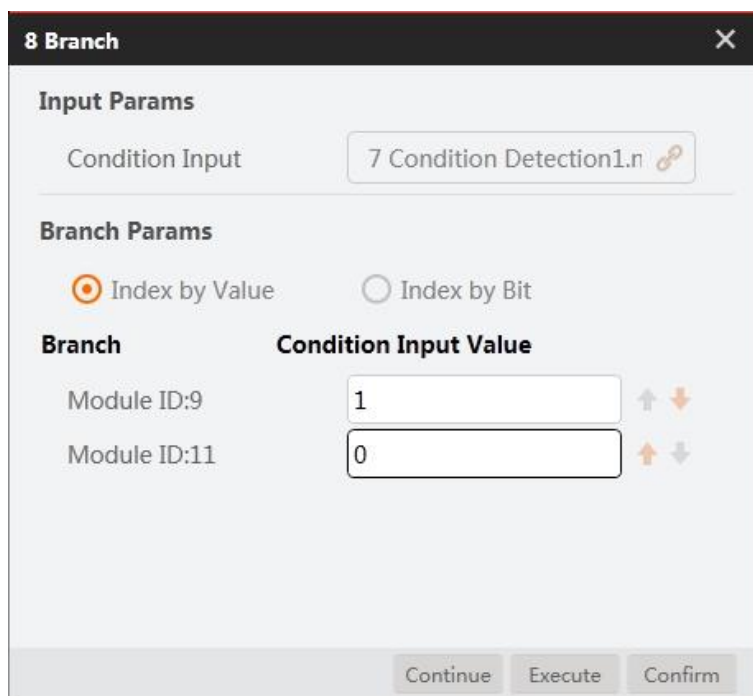 8 Branch
Input Params
Condition Input 7 Condition Detection1.r
Branch Params
Index by Value Index by Bit
Branch Condition Input Value
Module ID:9 1
Module ID:11 0
Continue Execute Confirm